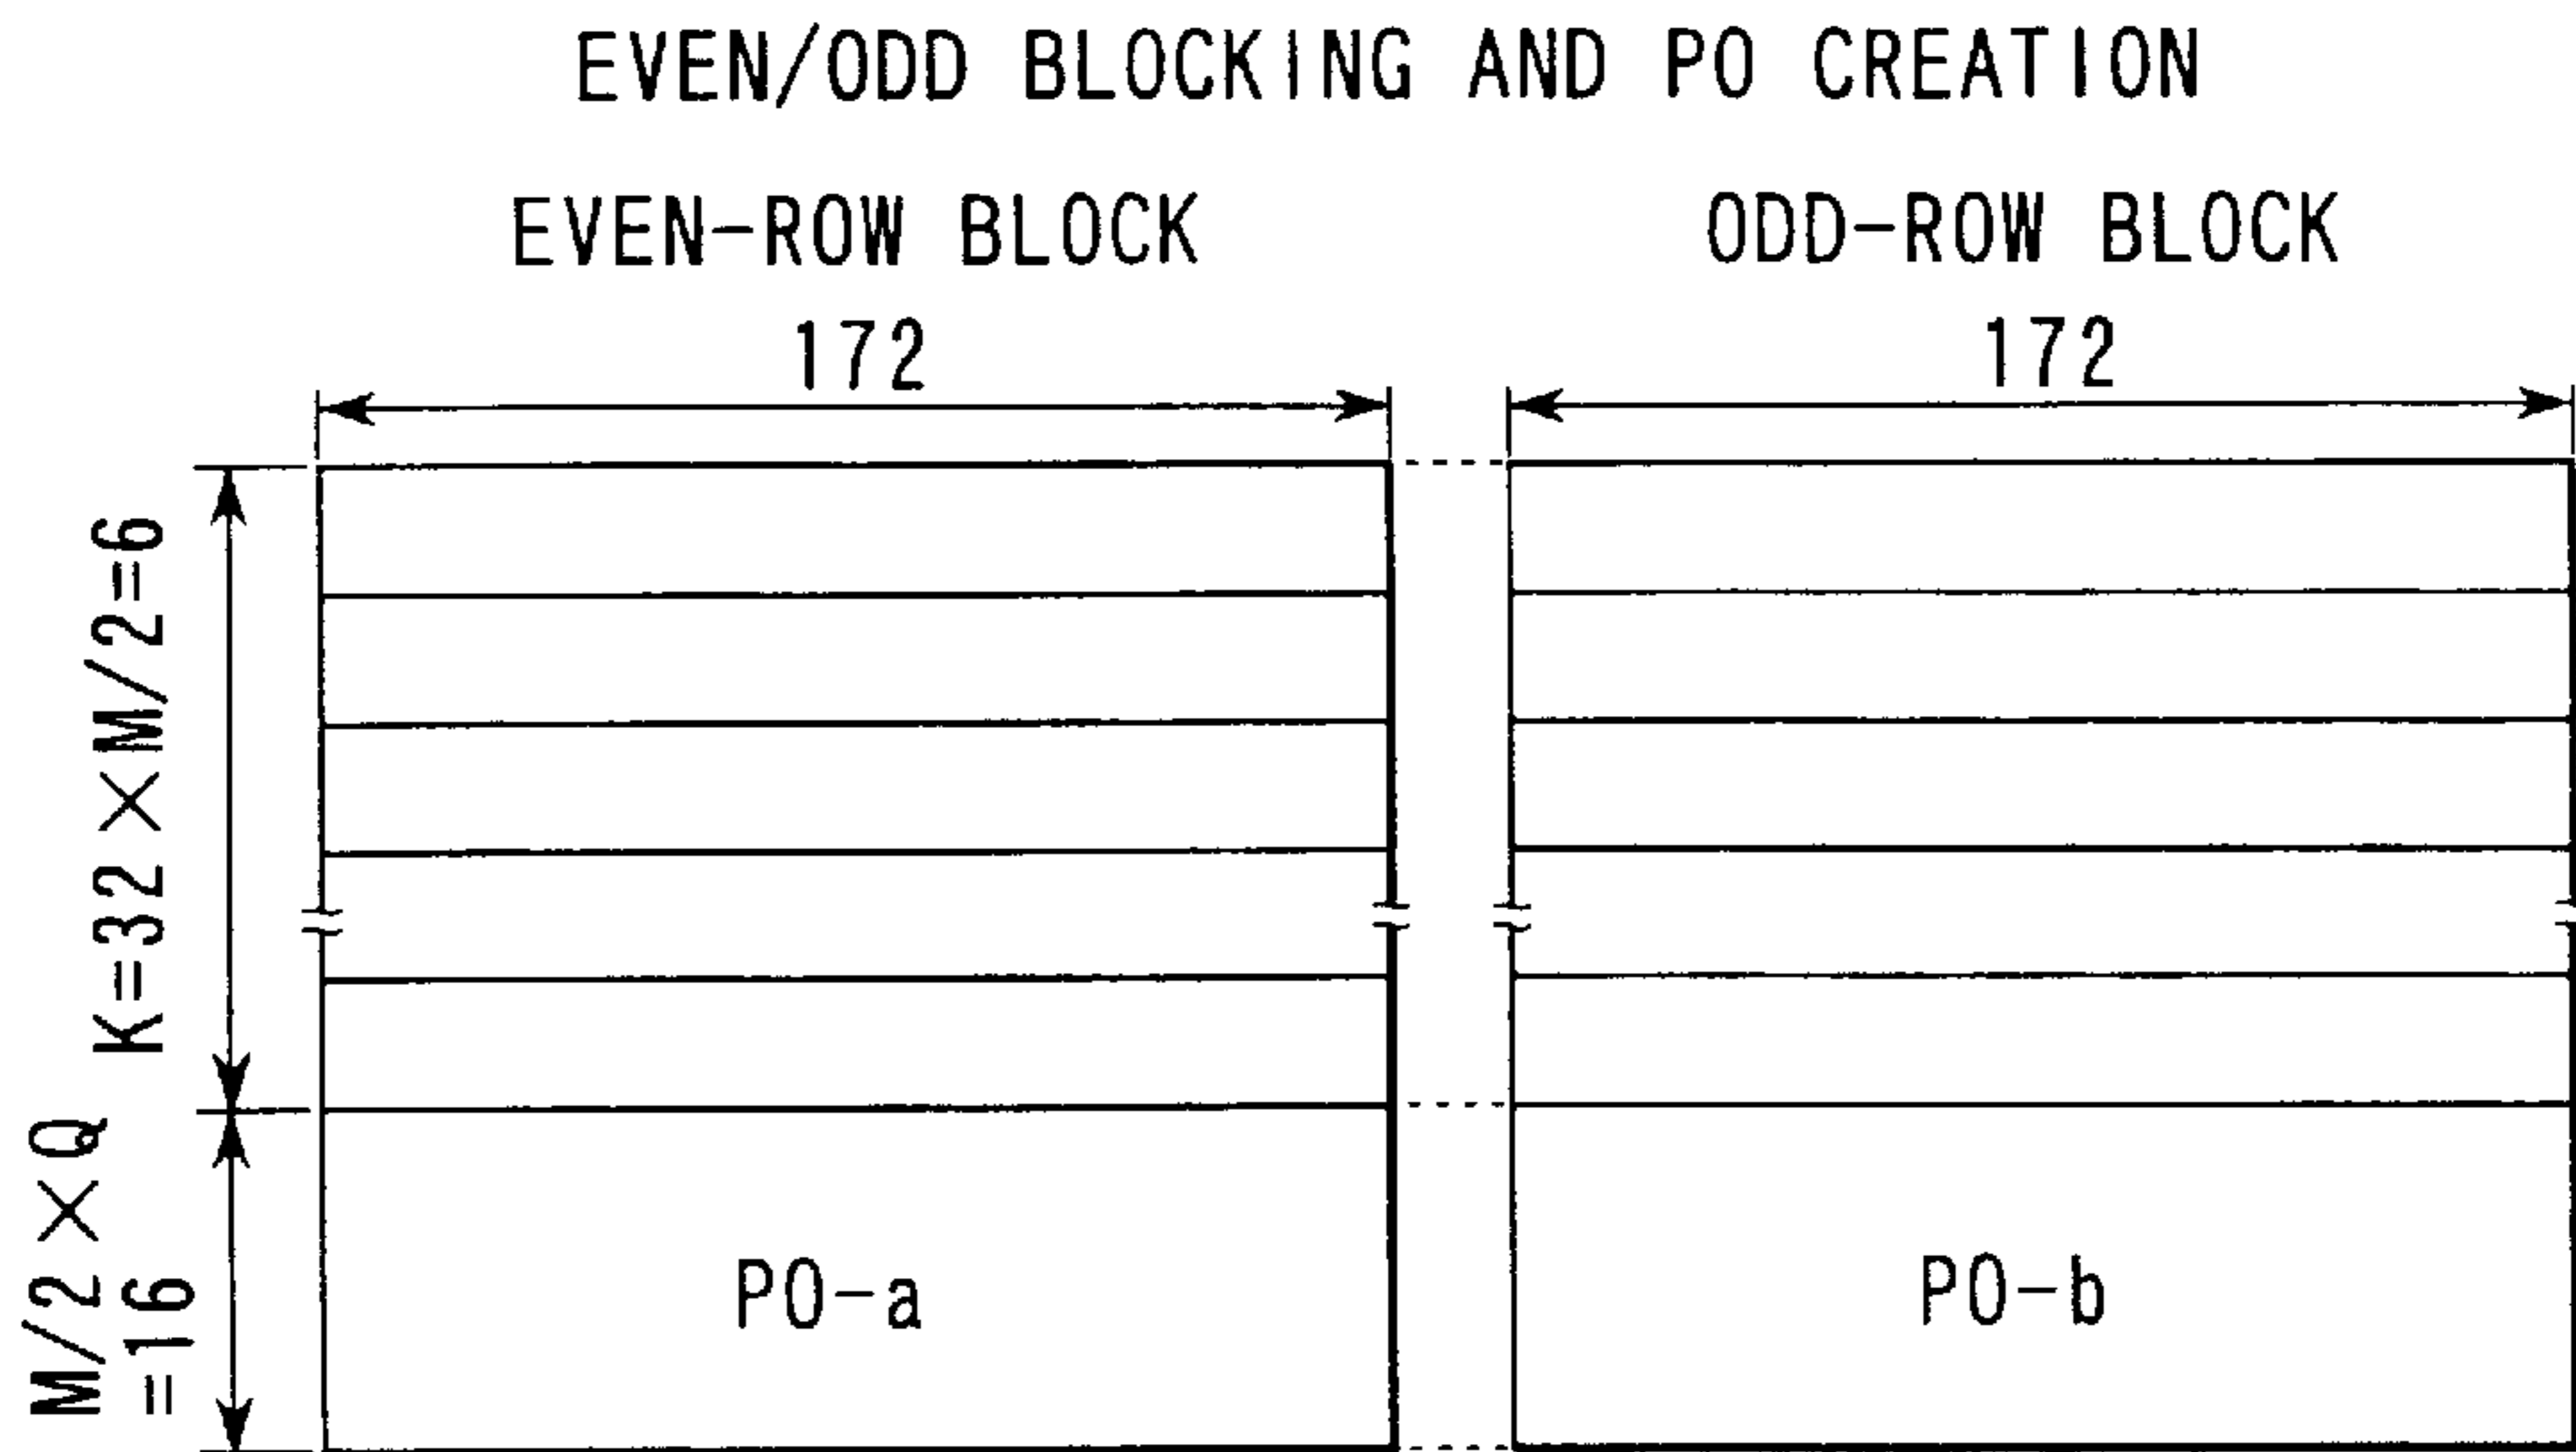 EVEN/ODD BLOCKING AND PO CREATION
EVEN-ROW BLOCK
ODD-ROW BLOCK
172
172
K=32×M/2=6
M/2×Q
=16
PO-a
PO-b